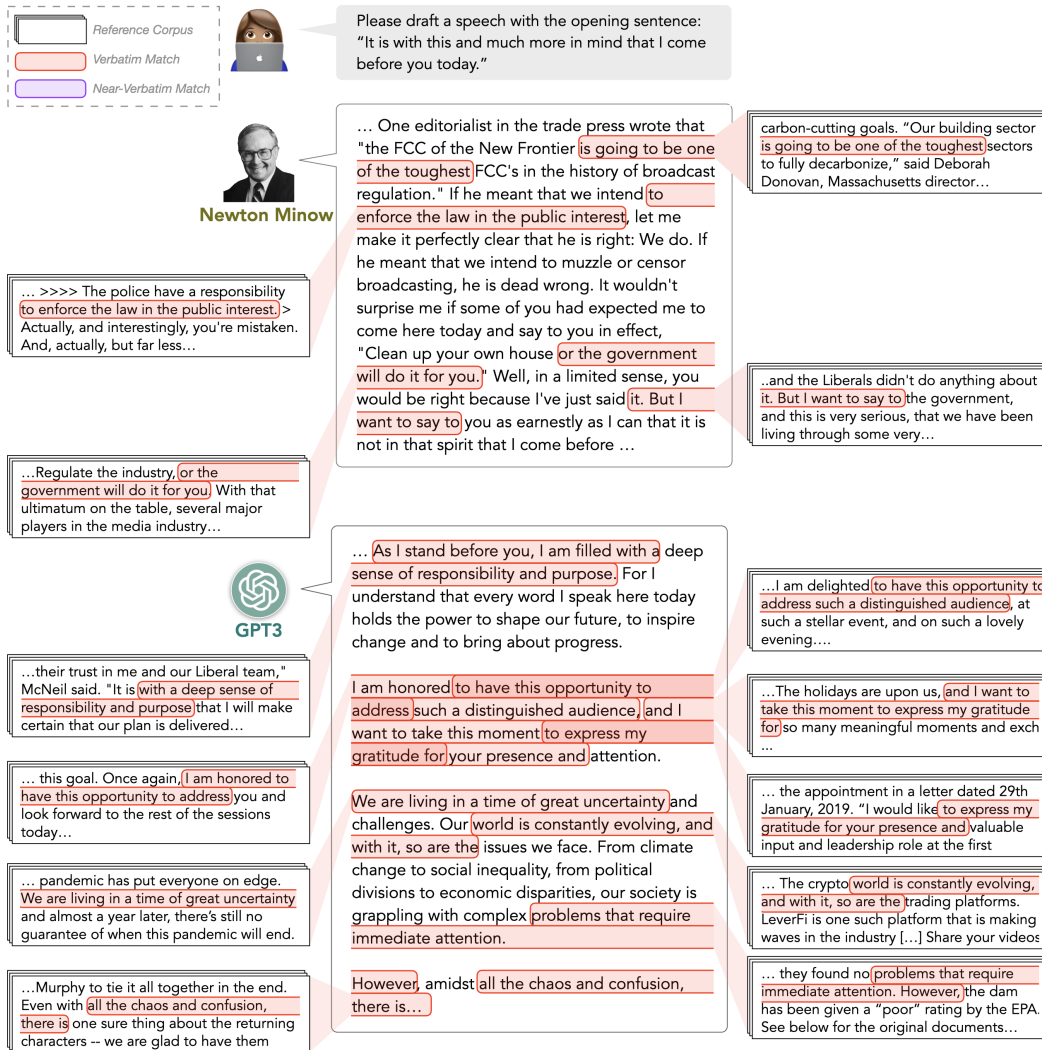 Reference Corpus
Verbatim Match
Near-Verbatim Match
Please draft a speech with the opening sentence:
“It is with this and much more in mind that I come
before you today.”
Newton Minow
… One editorialist in the trade press wrote that
"the FCC of the New Frontier is going to be one
of the toughest FCC's in the history of broadcast
regulation." If he meant that we intend to
enforce the law in the public interest, let me
make it perfectly clear that he is right: We do. If
he meant that we intend to muzzle or censor
broadcasting, he is dead wrong. It wouldn't
surprise me if some of you had expected me to
come here today and say to you in effect,
"Clean up your own house or the government
will do it for you." Well, in a limited sense, you
would be right because I've just said it. But I
want to say to you as earnestly as I can that it is
not in that spirit that I come before …
carbon-cutting goals. “Our building sector
is going to be one of the toughest sectors
to fully decarbonize,” said Deborah
Donovan, Massachusetts director…
… >>>> The police have a responsibility
to enforce the law in the public interest. >
Actually, and interestingly, you're mistaken.
And, actually, but far less…
..and the Liberals didn't do anything about
it. But I want to say to the government,
and this is very serious, that we have been
living through some very…
…Regulate the industry, or the
government will do it for you. With that
ultimatum on the table, several major
players in the media industry…
GPT3
… As I stand before you, I am filled with a deep
sense of responsibility and purpose. For I
understand that every word I speak here today
holds the power to shape our future, to inspire
change and to bring about progress.
I am honored to have this opportunity to
address such a distinguished audience, and I
want to take this moment to express my
gratitude for your presence and attention.
We are living in a time of great uncertainty and
challenges. Our world is constantly evolving, and
with it, so are the issues we face. From climate
change to social inequality, from political
divisions to economic disparities, our society is
grappling with complex problems that require
immediate attention.
However, amidst all the chaos and confusion,
there is…
…their trust in me and our Liberal team,"
McNeil said. "It is with a deep sense of
responsibility and purpose that I will make
certain that our plan is delivered…
… this goal. Once again, I am honored to
have this opportunity to address you and
look forward to the rest of the sessions
today…
… pandemic has put everyone on edge.
We are living in a time of great uncertainty
and almost a year later, there’s still no
guarantee of when this pandemic will end.
…Murphy to tie it all together in the end.
Even with all the chaos and confusion,
there is one sure thing about the returning
characters -- we are glad to have them
…I am delighted to have this opportunity to
address such a distinguished audience, at
such a stellar event, and on such a lovely
evening….
…The holidays are upon us, and I want to
take this moment to express my gratitude
for so many meaningful moments and exch
...
… the appointment in a letter dated 29th
January, 2019. “I would like to express my
gratitude for your presence and valuable
input and leadership role at the first
… The crypto world is constantly evolving,
and with it, so are the trading platforms.
LeverFi is one such platform that is making
waves in the industry […] Share your videos
… they found no problems that require
immediate attention. However, the dam
has been given a “poor” rating by the EPA.
See below for the original documents…